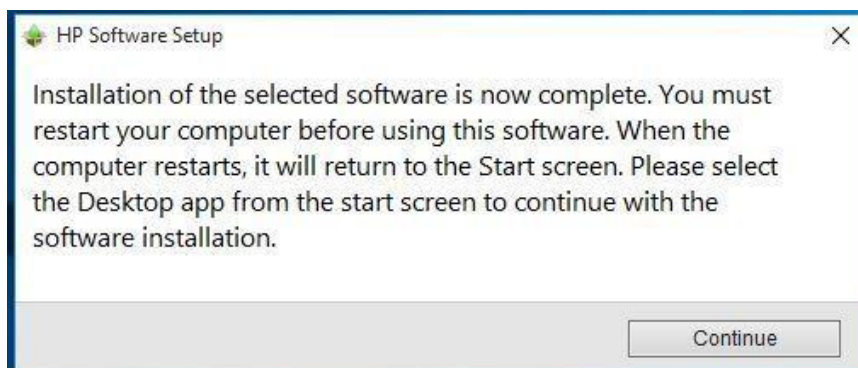 HP Software Setup
Installation of the selected software is now complete. You must
restart your computer before using this software. When the
computer restarts, it will return to the Start screen. Please select
the Desktop app from the start screen to continue with the
software installation.
Continue